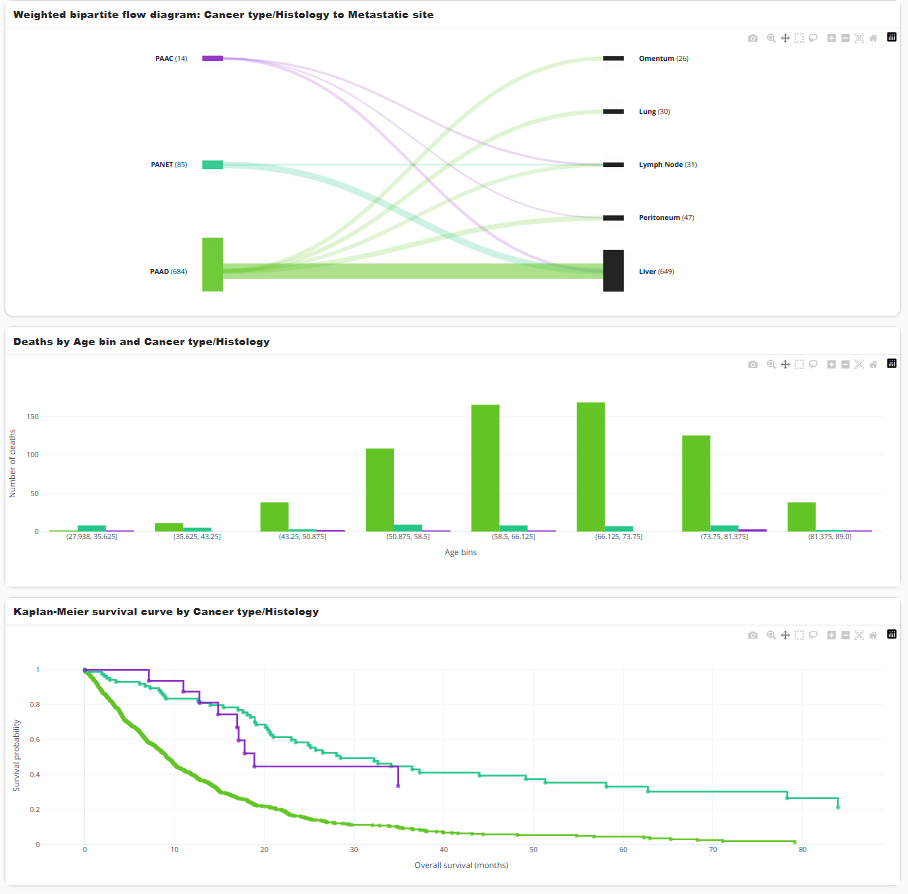 Weighted bipartite flow diagram: Cancer type/Histology to Metastatic site
PAAC (14)
Omentum (26)
Lung (30)
PANET (85)
Lymph Node (31)
Peritoneum (47)
PAAD (684)
Liver (649)
Deaths by Age bin and Cancer type/Histology
Number of deaths
150
100
50
0
(27.938, 35.625]
(35.625, 43.25]
(43.25, 50.875]
(50.875, 58.5]
(58.5, 66.125]
(66.125, 73.75]
(73.75, 81.375]
(81.375, 89.0]
Age bins
Kaplan-Meier survival curve by Cancer type/Histology
Survival probability
1
0.8
0.6
0.4
0.2
0
0
10
20
30
40
50
60
70
80
Overall survival (months)